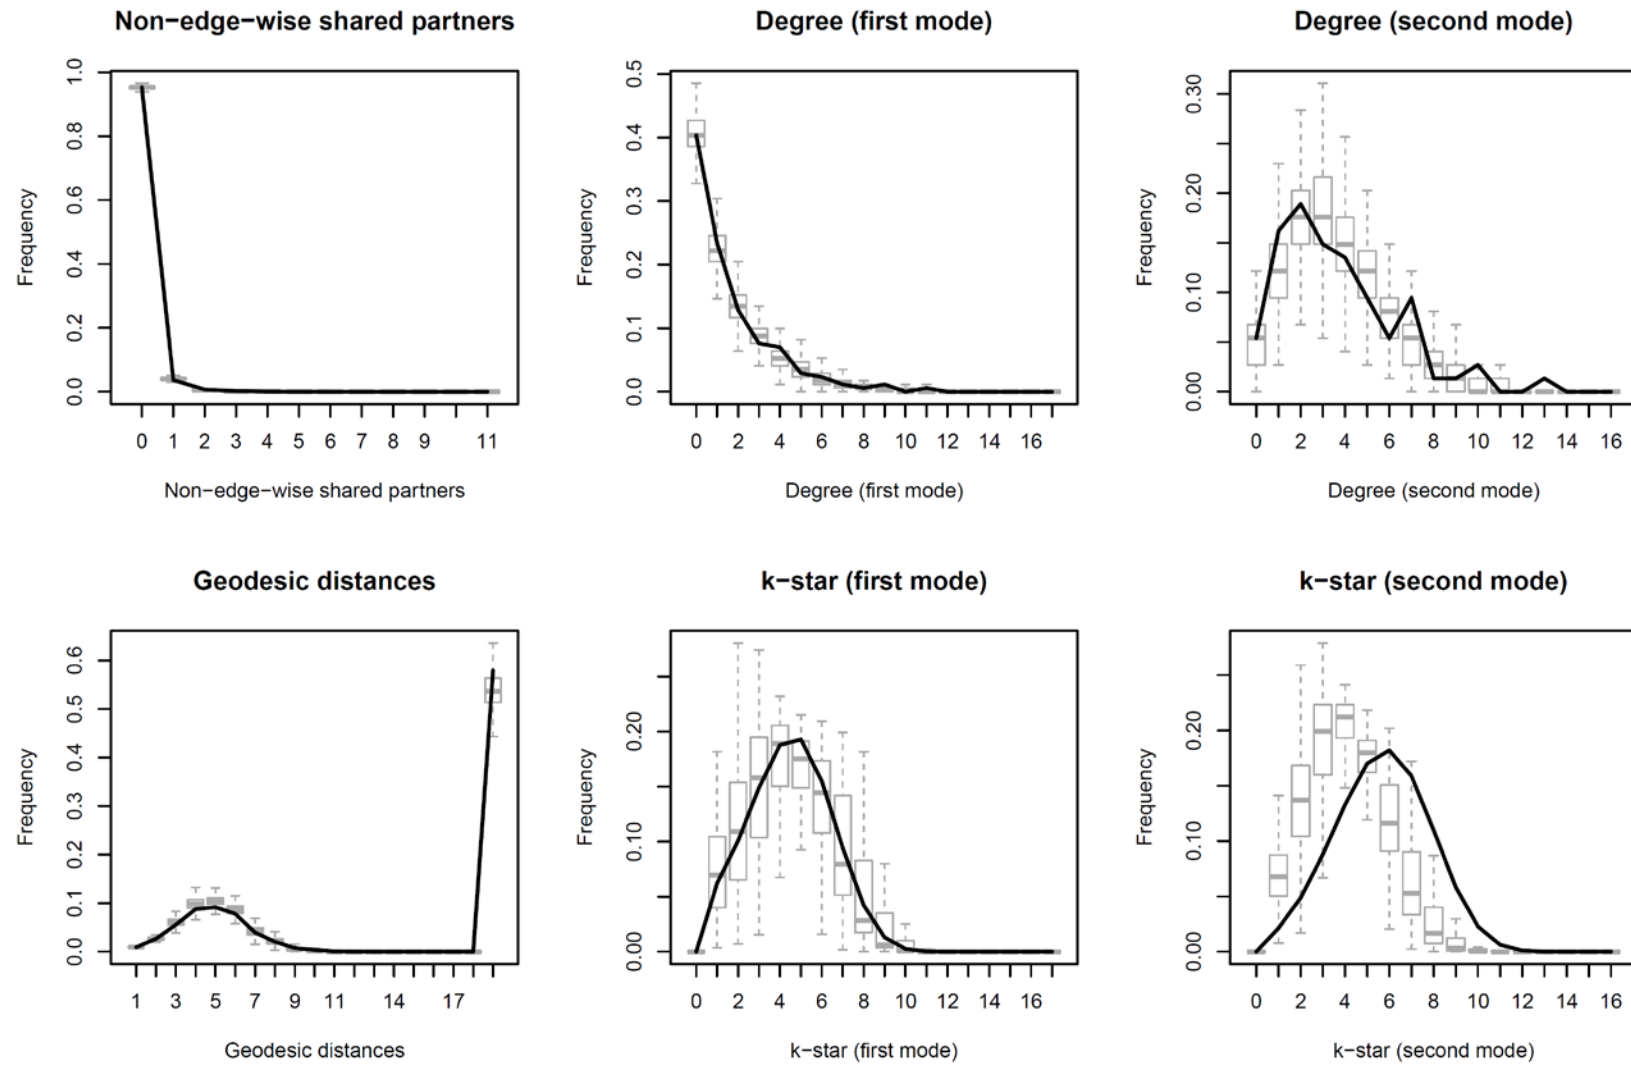 Non−edge−wise shared partners
Frequency
1.0
0.8
0.6
0.4
0.2
0.0
0 1 2 3 4 5 6 7 8 9 11
Non−edge−wise shared partners
Degree (first mode)
Frequency
0.5
0.4
0.3
0.2
0.1
0.0
0 2 4 6 8 10 12 14 16
Degree (first mode)
Degree (second mode)
Frequency
0.30
0.20
0.10
0.00
0 2 4 6 8 10 12 14 16
Degree (second mode)
Geodesic distances
Frequency
0.6
0.5
0.4
0.3
0.2
0.1
0.0
1 3 5 7 9 11 14 17
Geodesic distances
k−star (first mode)
Frequency
0.20
0.10
0.00
0 2 4 6 8 10 12 14 16
k−star (first mode)
k−star (second mode)
Frequency
0.20
0.10
0.00
0 2 4 6 8 10 12 14 16
k−star (second mode)